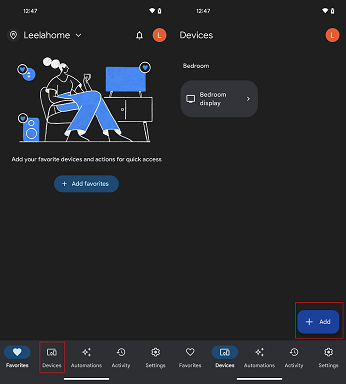 12:47
Leelahome
L
Add your favorite devices and actions for quick access
+ Add favorites
Favorites
Devices
Automations
Activity
Settings
12:47
Devices
L
Bedroom
Bedroom
display
+ Add
Favorites
Devices
Automations
Activity
Settings